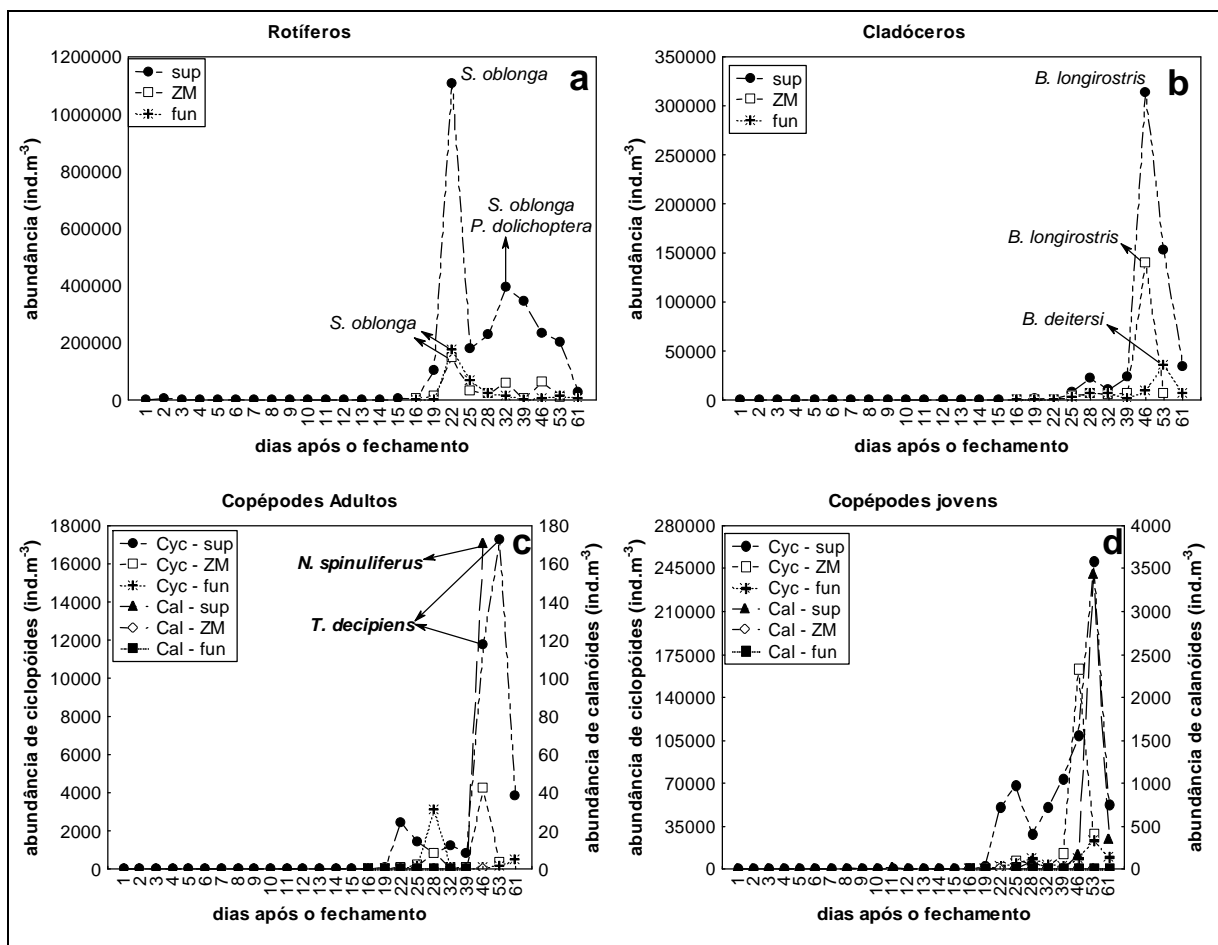 Rotíferos
1200000
1000000
800000
600000
400000
200000
0
abundância (ind.m-3)
sup
ZM
fun
a
S. oblonga
S. oblonga
P. dolichoptera
S. oblonga
1 2 3 4 5 6 7 8 9 10 11 12 13 14 15 16 19 22 25 28 32 39 46 53 61
dias após o fechamento
Cladóceros
350000
300000
250000
200000
150000
100000
50000
0
abundância (ind.m-3)
sup
ZM
fun
b
B. longirostris
B. longirostris
B. deitersi
1 2 3 4 5 6 7 8 9 10 11 12 13 14 15 16 19 22 25 28 32 39 46 53 61
dias após o fechamento
Copépodes Adultos
18000
16000
14000
12000
10000
8000
6000
4000
2000
0
abundância de ciclopóides (ind.m-3)
Cyc - sup
Cyc - ZM
Cyc - fun
Cal - sup
Cal - ZM
Cal - fun
c
N. spinuliferus
T. decipiens
180
160
140
120
100
80
60
40
20
0
abundância de calanóides (ind.m-3)
1 2 3 4 5 6 7 8 9 10 11 12 13 14 15 16 19 22 25 28 32 39 46 53 61
dias após o fechamento
Copépodes jovens
280000
245000
210000
175000
140000
105000
70000
35000
0
abundância de ciclopóides (ind.m-3)
Cyc - sup
Cyc - ZM
Cyc - fun
Cal - sup
Cal - ZM
Cal - fun
d
4000
3500
3000
2500
2000
1500
1000
500
0
abundância de calanóides (ind.m-3)
1 2 3 4 5 6 7 8 9 10 11 12 13 14 15 16 19 22 25 28 32 39 46 53 61
dias após o fechamento